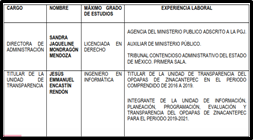 CARGO NOMBRE MÁXIMO GRADO DE ESTUDIOS EXPERIENCIA LABORAL
DIRECTORA DE ADMINISTRACIÓN
SANDRA
JAQUELINE
MONDRAGÓN
MENDOZA
LICENCIADA EN
DERECHO
AGENCIA DEL MINISTERIO PUBLICO ADSCRITO A LA PGJ.
AUXILIAR DE MINISTERIO PÚBLICO.
TRIBUNAL CONTENCIOSO ADMINISTRATIVO DEL ESTADO
DE MÉXICO. PRIMERA SALA.
TITULAR DE LA
UNIDAD DE
TRANSPARENCIA
JESÚS
EMMANUEL
ENCASTÍN
RENDÓN
INGENIERO EN
INFORMÁTICA
TITULAR DE LA UNIDAD DE TRANSPARENCIA DEL
OPDAPAS DE ZINACANTEPEC EN EL PERIODO
COMPRENDIDO DE 2016 A 2019.
INTEGRANTE DE LA UNIDAD DE INFORMACIÓN,
PLANEACIÓN, PROGRAMACIÓN, EVALUACIÓN Y
TRANSPARENCIA DEL OPDAPAS DE ZINACANTEPEC
PARA EL PERIODO 2019-2021.